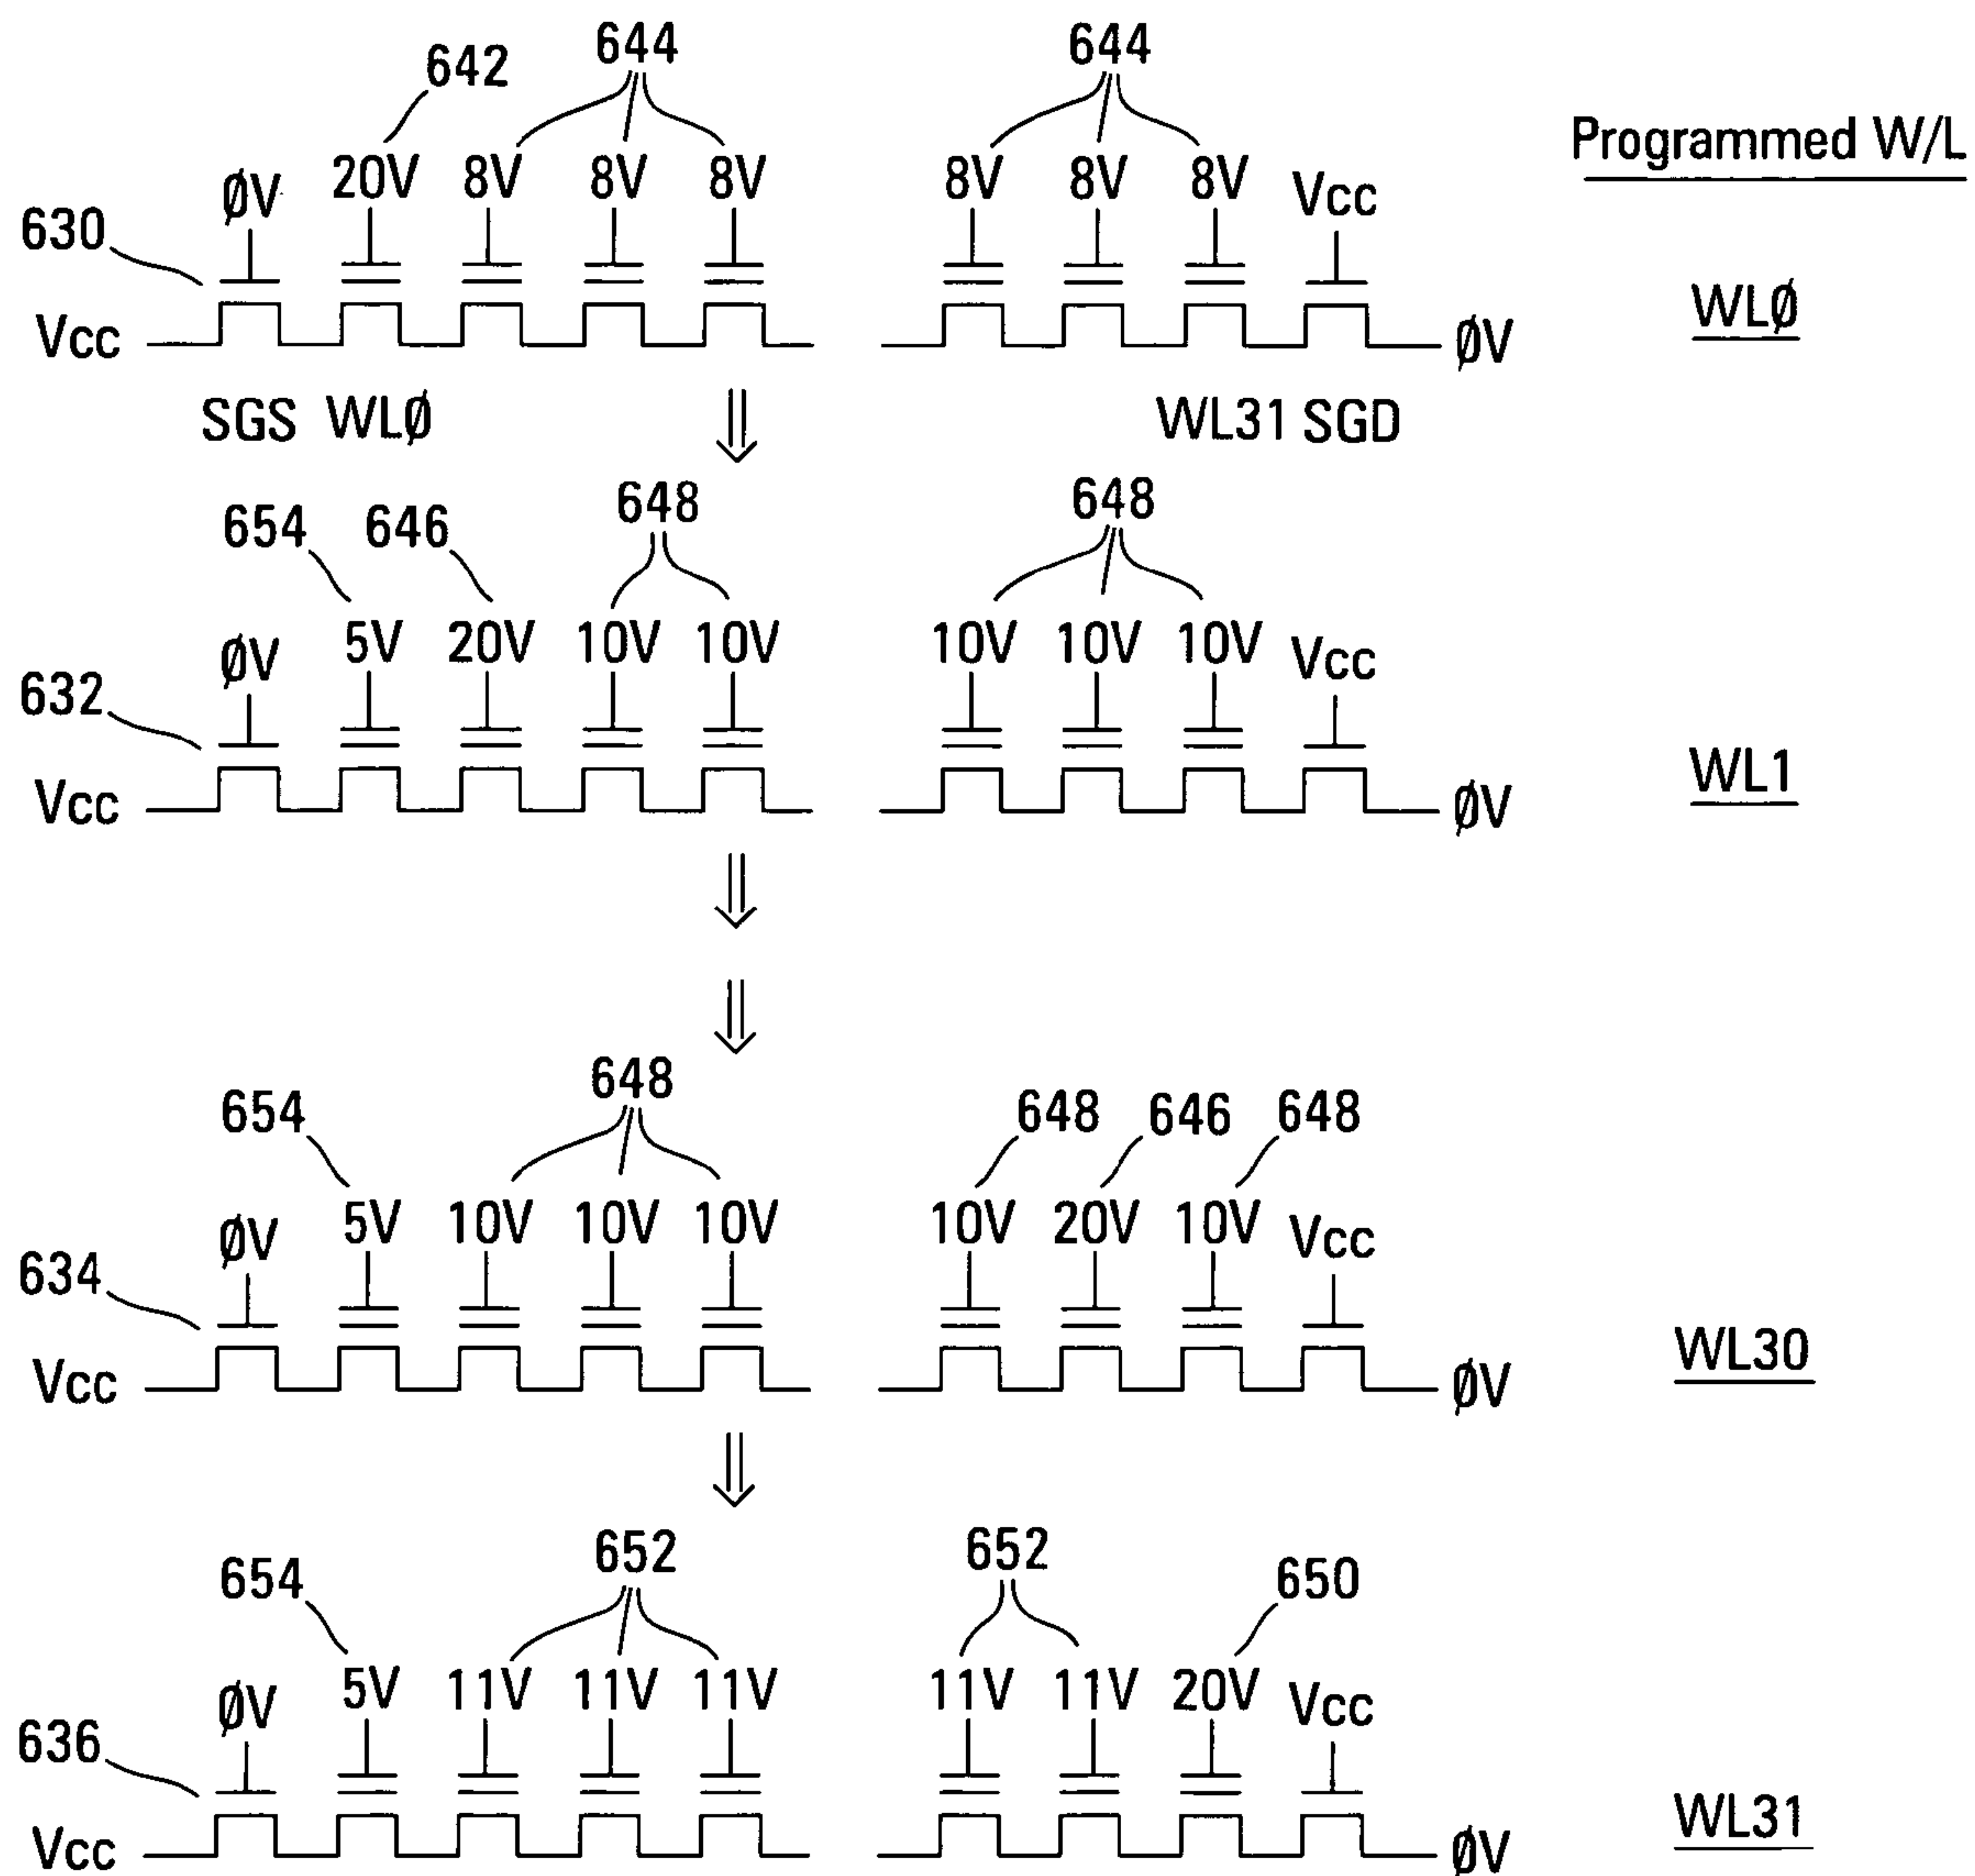 642 644 644
Programmed W/L
ØV 20V 8V 8V 8V 8V 8V 8V Vcc
630
Vcc ØV WLØ
SGS WLØ WL31 SGD
654 646 648 648
ØV 5V 20V 10V 10V 10V 10V 10V Vcc
632
Vcc ØV WL1
654 648 648 646 648
ØV 5V 10V 10V 10V 10V 20V 10V Vcc
634
Vcc ØV WL30
654 652 652 650
ØV 5V 11V 11V 11V 11V 11V 20V Vcc
636
Vcc ØV WL31